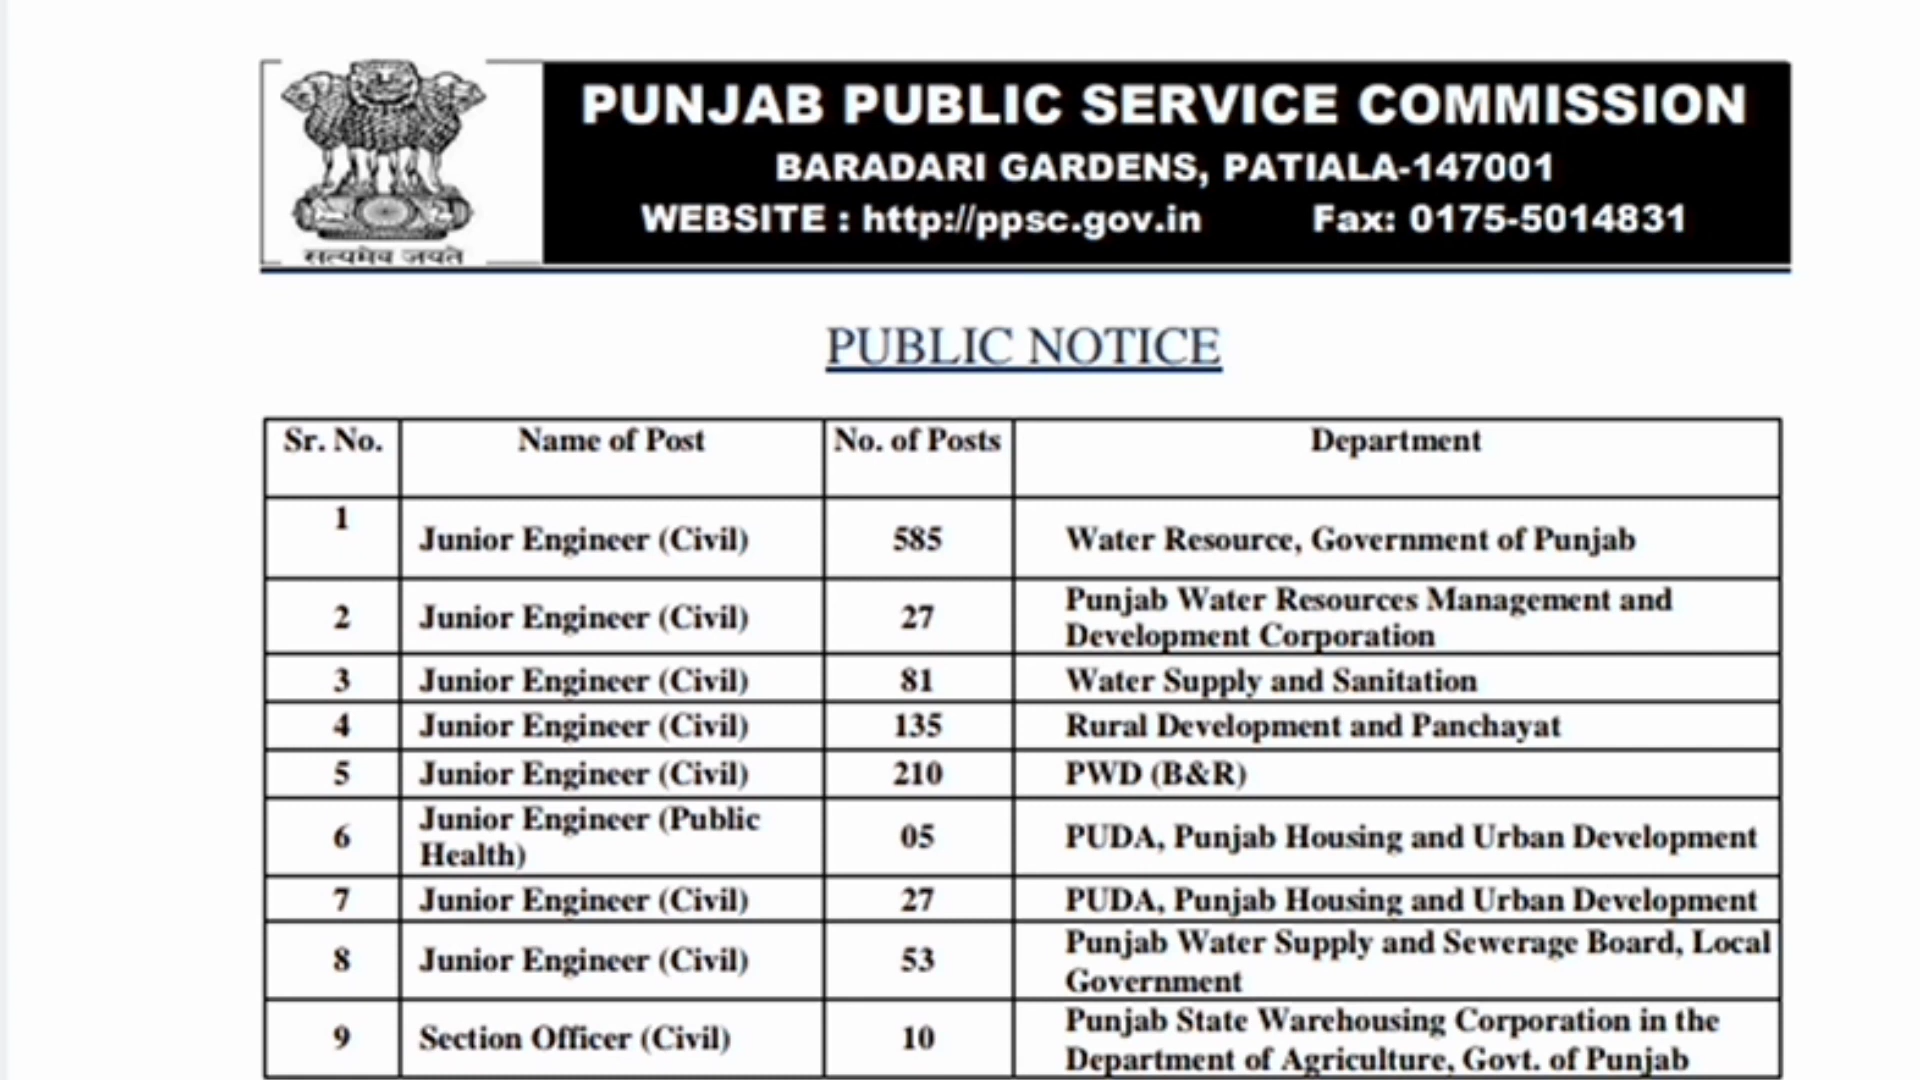 सत्यमेव जयते
PUNJAB PUBLIC SERVICE COMMISSION
BARADARI GARDENS, PATIALA-147001
WEBSITE : http://ppsc.gov.in Fax: 0175-5014831
PUBLIC NOTICE
Sr. No. Name of Post No. of Posts Department
1 Junior Engineer (Civil) 585 Water Resource, Government of Punjab
2 Junior Engineer (Civil) 27 Punjab Water Resources Management and
Development Corporation
3 Junior Engineer (Civil) 81 Water Supply and Sanitation
4 Junior Engineer (Civil) 135 Rural Development and Panchayat
5 Junior Engineer (Civil) 210 PWD (B&R)
6 Junior Engineer (Public
Health) 05 PUDA, Punjab Housing and Urban Development
7 Junior Engineer (Civil) 27 PUDA, Punjab Housing and Urban Development
8 Junior Engineer (Civil) 53 Punjab Water Supply and Sewerage Board, Local
Government
9 Section Officer (Civil) 10 Punjab State Warehousing Corporation in the
Department of Agriculture, Govt. of Punjab